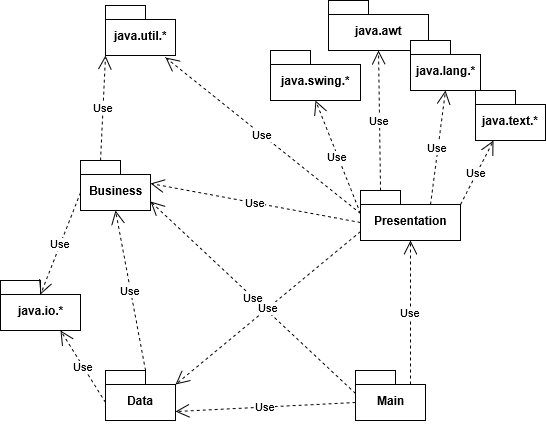 java.util.*
java.awt
java.swing.*
java.lang.*
java.text.*
Use
Use
Use
Use
Use
Use
Business
Use
Presentation
Use
Use
java.io.*
Use
Use
Use
Use
Data
Use
Main